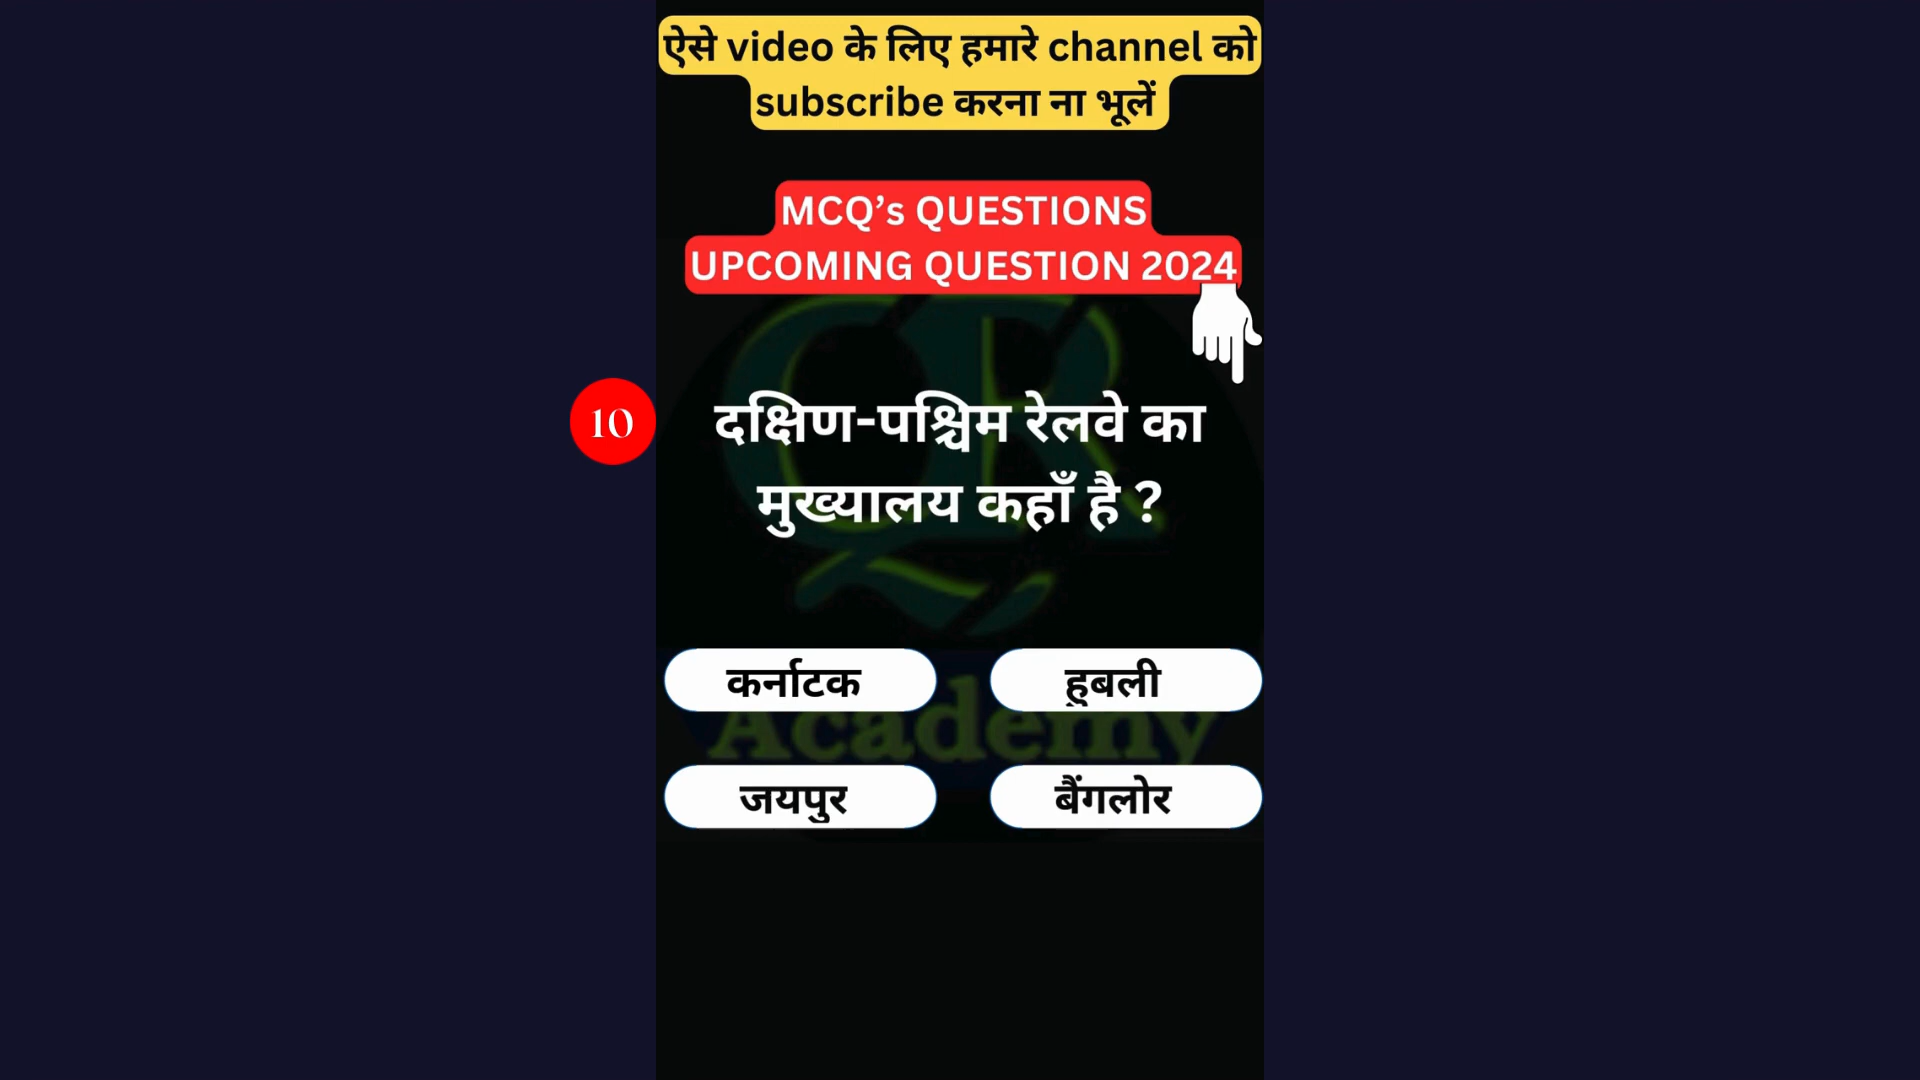 ऐसे video के लिए हमारे channel को
subscribe करना ना भूलें
MCQ’s QUESTIONS
UPCOMING QUESTION 2024
10
दक्षिण-पश्चिम रेलवे का
मुख्यालय कहाँ है ?
कर्नाटक
हुबली
Academy
जयपुर
बैंगलोर